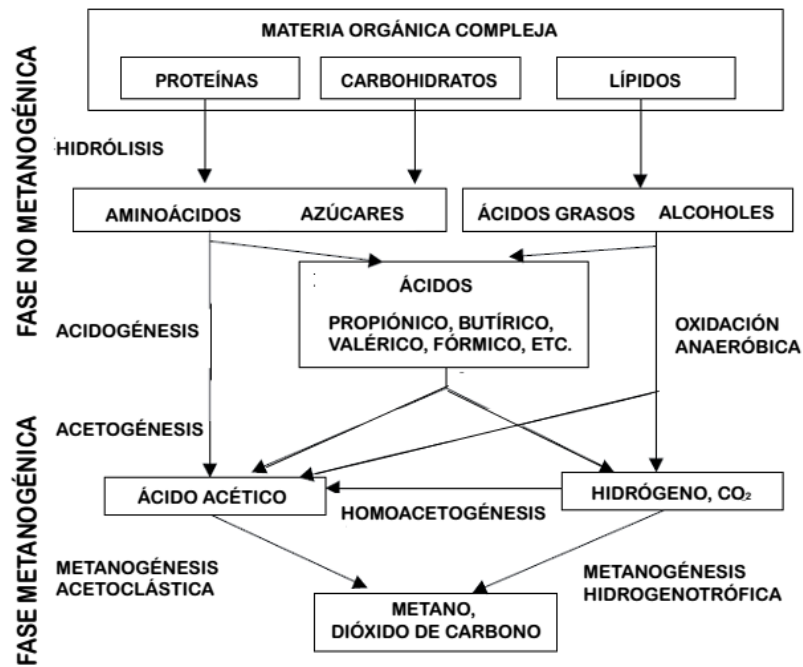 FASE NO METANOGÉNICA
MATERIA ORGÁNICA COMPLEJA
PROTEÍNAS
CARBOHIDRATOS
LÍPIDOS
HIDRÓLISIS
AMINOÁCIDOS
AZÚCARES
ÁCIDOS GRASOS
ALCOHOLES
ÁCIDOS
PROPIÓNICO, BUTÍRICO,
VALÉRICO, FÓRMICO, ETC.
ACIDOGÉNESIS
OXIDACIÓN
ANAERÓBICA
FASE METANOGÉNICA
ACETOGÉNESIS
ÁCIDO ACÉTICO
HIDRÓGENO, CO₂
HOMOACETOGÉNESIS
METANOGÉNESIS
ACETOCLÁSTICA
METANOGÉNESIS
HIDROGENOTRÓFICA
METANO,
DIÓXIDO DE CARBONO